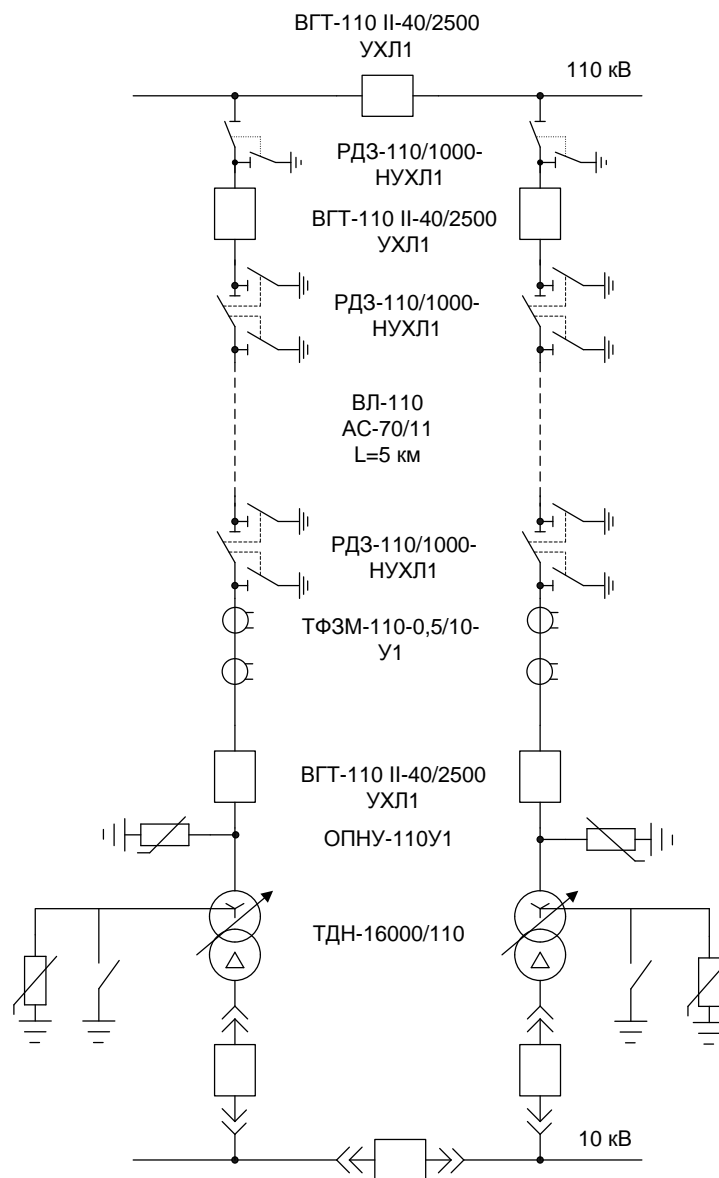 ВГТ-110 II-40/2500
УХЛ1
110 кВ
РДЗ-110/1000-
НУХЛ1
ВГТ-110 II-40/2500
УХЛ1
РДЗ-110/1000-
НУХЛ1
ВЛ-110
АС-70/11
L=5 км
РДЗ-110/1000-
НУХЛ1
ТФЗМ-110-0,5/10-
У1
ВГТ-110 II-40/2500
УХЛ1
ОПНУ-110У1
ТДН-16000/110
10 кВ